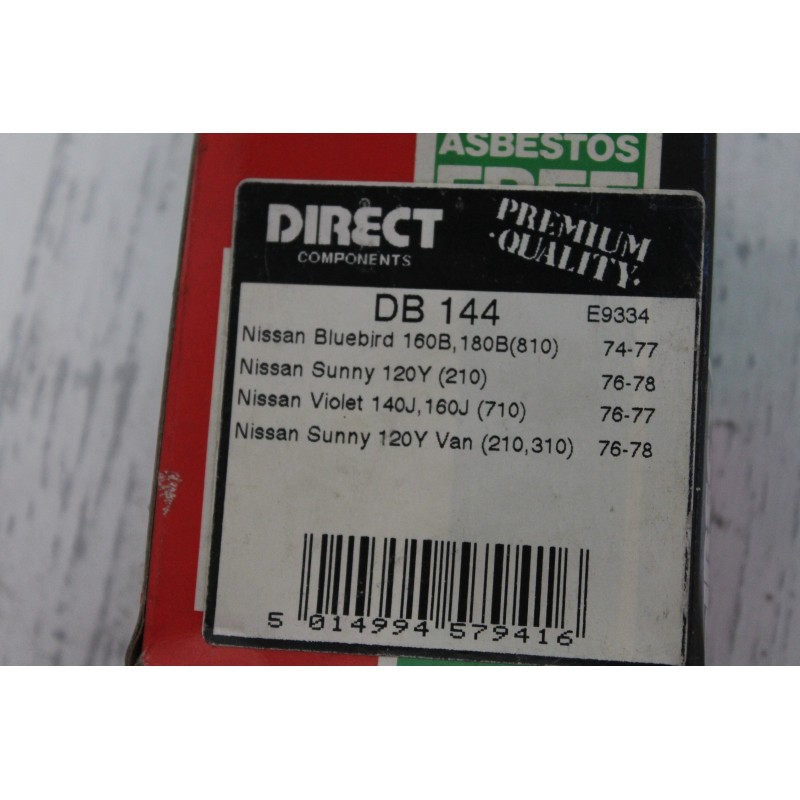 ASBESTOS
FREE
DIRECT
COMPONENTS
PREMIUM
·QUALITY·
DB 144 E9334
Nissan Bluebird 160B,180B(810) 74-77
Nissan Sunny 120Y (210) 76-78
Nissan Violet 140J,160J (710) 76-77
Nissan Sunny 120Y Van (210,310) 76-78
5 014994 579416